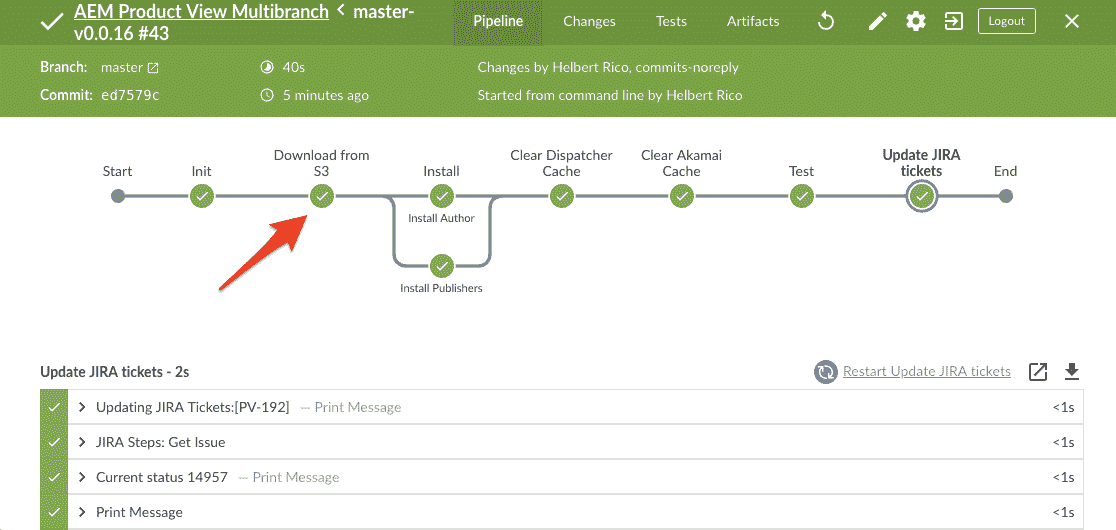 AEM Product View Multibranch < master-
v0.0.16 #43
Pipeline Changes Tests Artifacts Logout
Branch: master 40s Changes by Helbert Rico, commits-noreply
Commit: ed7579c 5 minutes ago Started from command line by Helbert Rico
Start Init Download from
S3 Install Clear Dispatcher
Cache Clear Akamai
Cache Test Update JIRA
tickets End
Install Author
Install Publishers
Update JIRA tickets - 2s Restart Update JIRA tickets
Updating JIRA Tickets:[PV-192] — Print Message <1s
JIRA Steps: Get Issue <1s
Current status 14957 — Print Message <1s
Print Message <1s